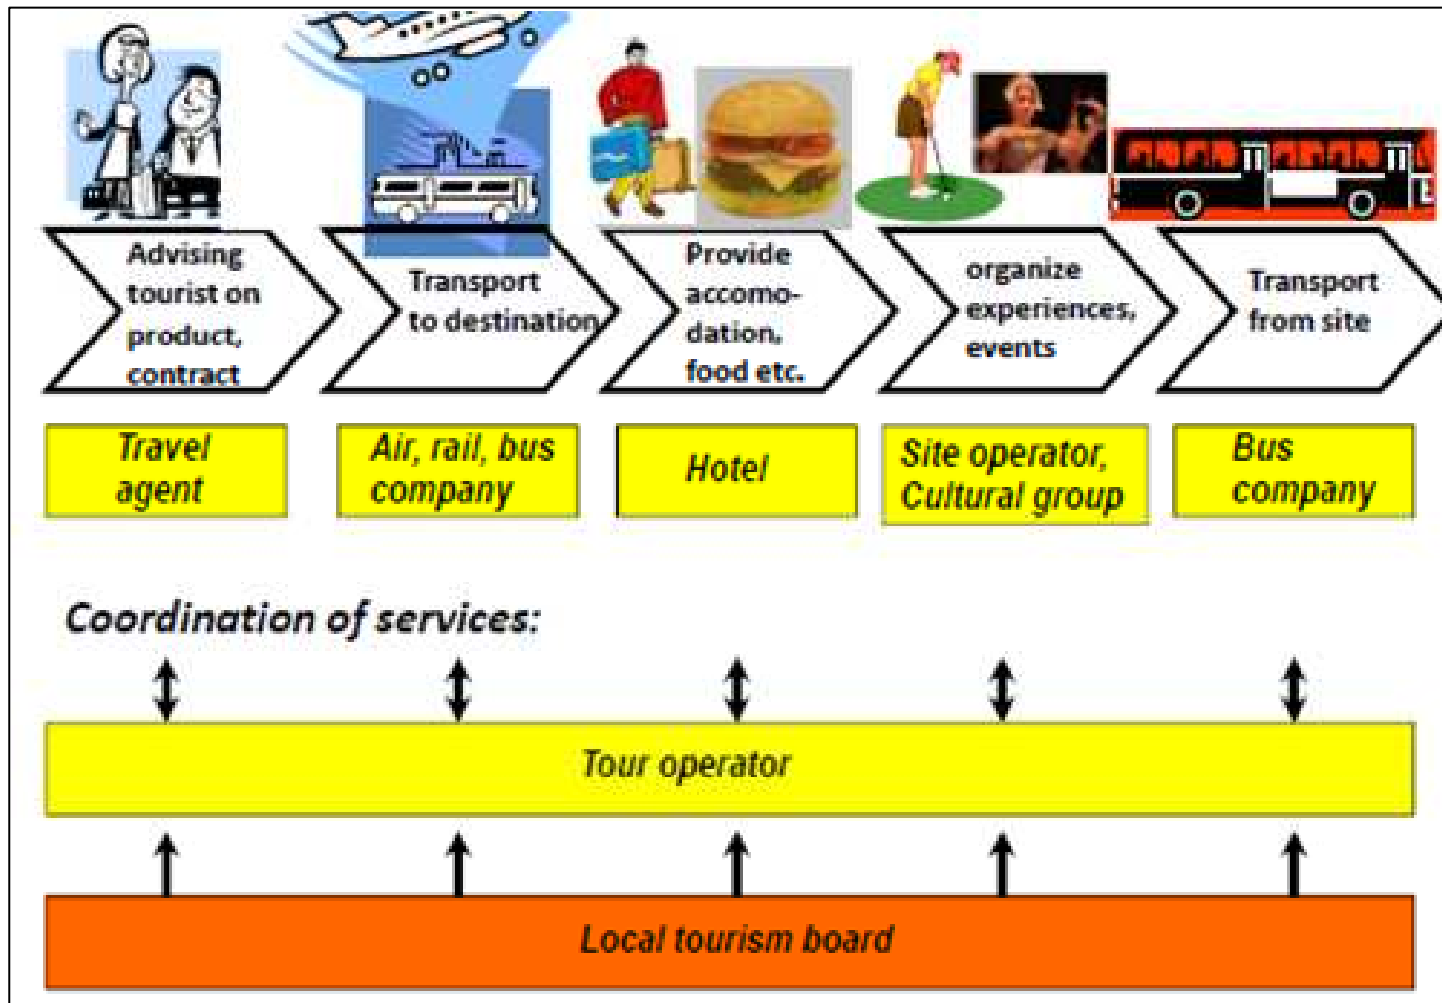 Advising
tourist on
product,
contract
Transport
to destination
Provide
accomo-
dation,
food etc.
organize
experiences,
events
Transport
from site
Travel
agent
Air, rail, bus
company
Hotel
Site operator,
Cultural group
Bus
company
Coordination of services:
Tour operator
Local tourism board